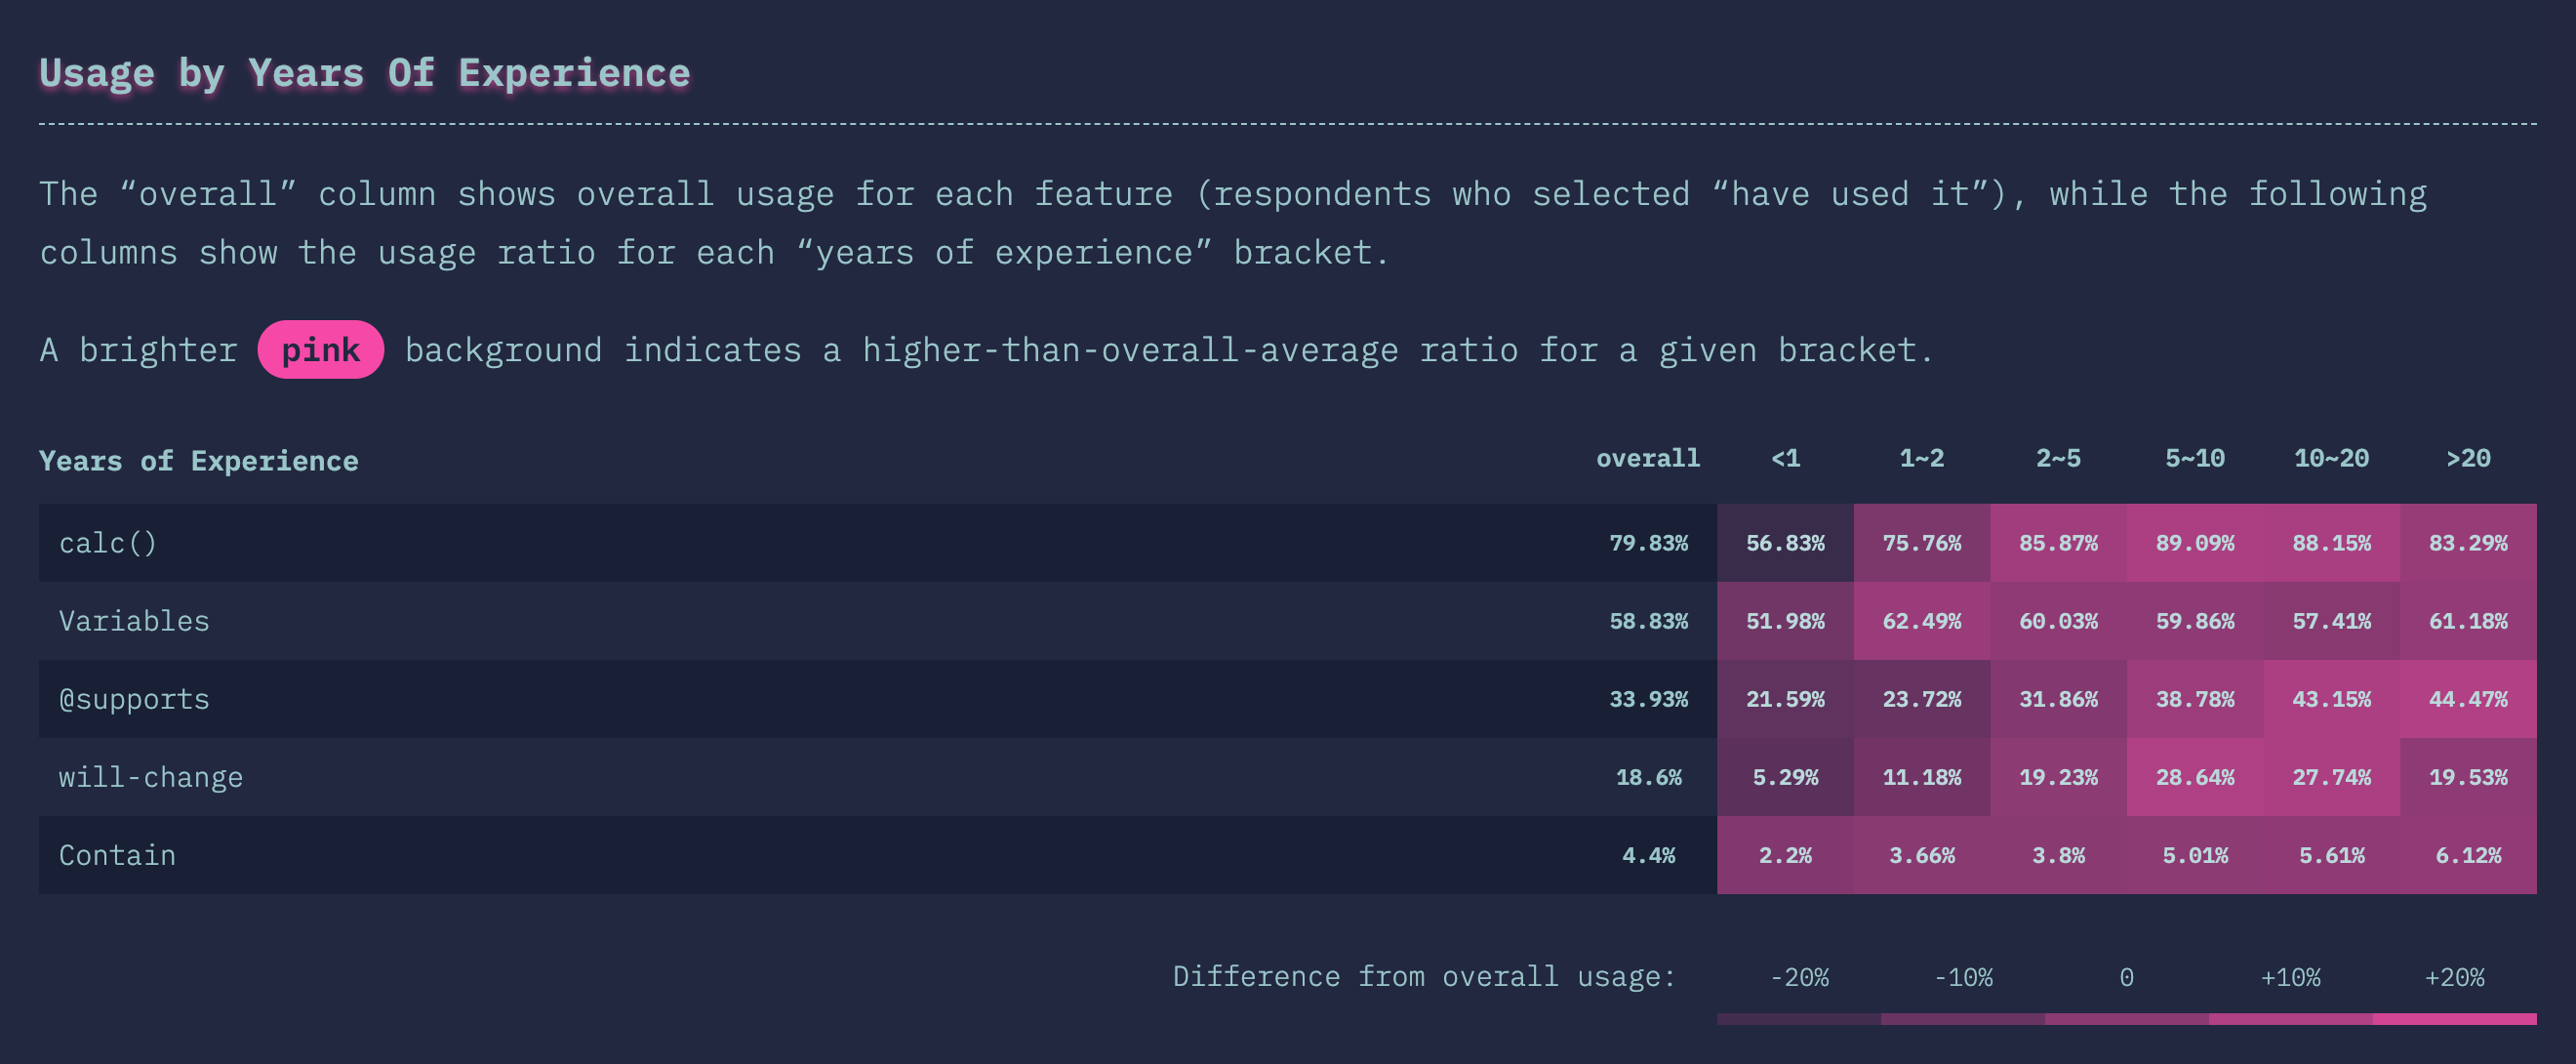 Usage by Years Of Experience
The “overall” column shows overall usage for each feature (respondents who selected “have used it”), while the following
columns show the usage ratio for each “years of experience” bracket.
A brighter pink background indicates a higher-than-overall-average ratio for a given bracket.
Years of Experience overall <1 1~2 2~5 5~10 10~20 >20
calc() 79.83% 56.83% 75.76% 85.87% 89.09% 88.15% 83.29%
Variables 58.83% 51.98% 62.49% 60.03% 59.86% 57.41% 61.18%
@supports 33.93% 21.59% 23.72% 31.86% 38.78% 43.15% 44.47%
will-change 18.6% 5.29% 11.18% 19.23% 28.64% 27.74% 19.53%
Contain 4.4% 2.2% 3.66% 3.8% 5.01% 5.61% 6.12%
Difference from overall usage: -20% -10% 0 +10% +20%